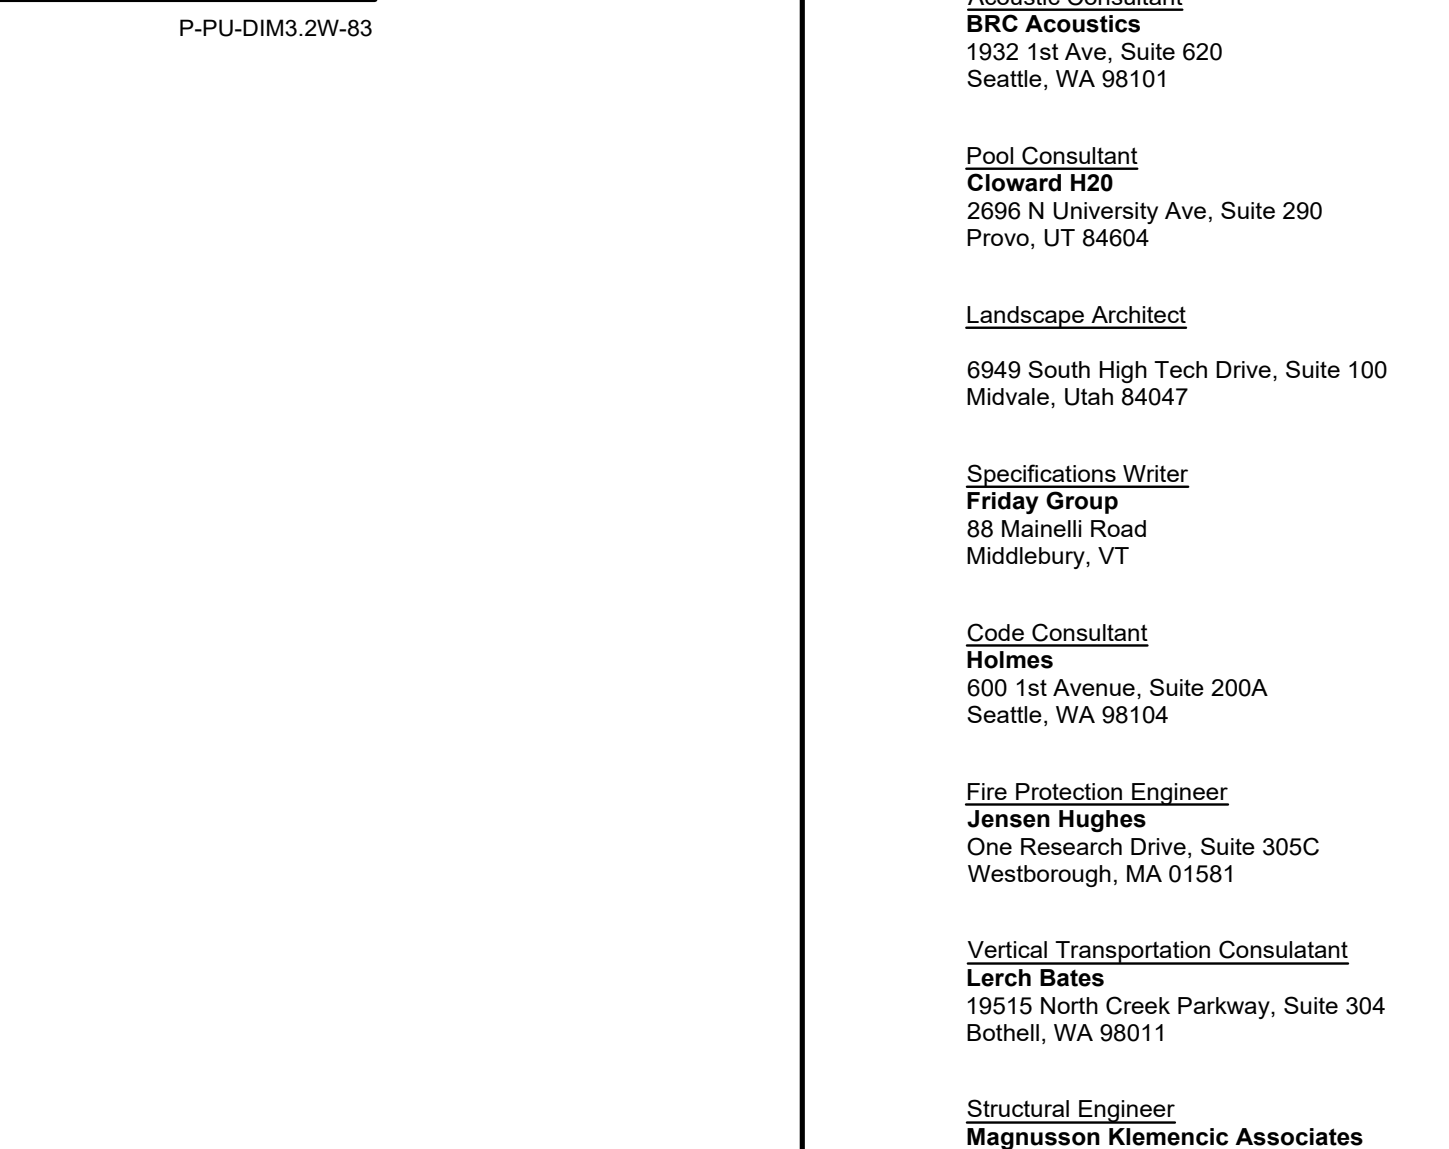 P-PU-DIM3.2W-83
Acoustic Consultant
BRC Acoustics
1932 1st Ave, Suite 620
Seattle, WA 98101
Pool Consultant
Cloward H20
2696 N University Ave, Suite 290
Provo, UT 84604
Landscape Architect
6949 South High Tech Drive, Suite 100
Midvale, Utah 84047
Specifications Writer
Friday Group
88 Mainelli Road
Middlebury, VT
Code Consultant
Holmes
600 1st Avenue, Suite 200A
Seattle, WA 98104
Fire Protection Engineer
Jensen Hughes
One Research Drive, Suite 305C
Westborough, MA 01581
Vertical Transportation Consulatant
Lerch Bates
19515 North Creek Parkway, Suite 304
Bothell, WA 98011
Structural Engineer
Magnusson Klemencic Associates